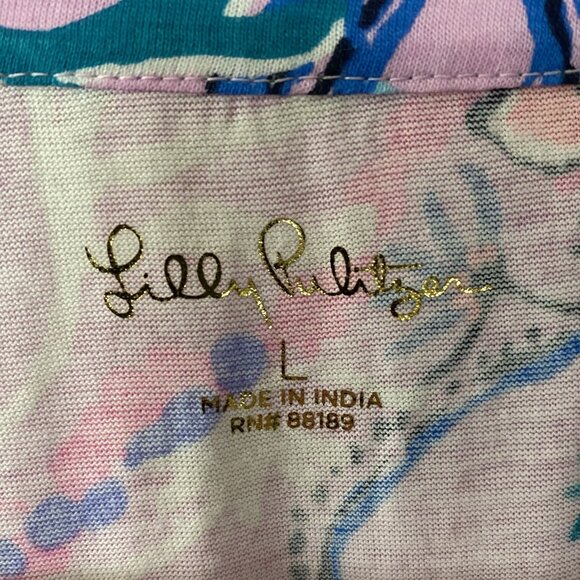 Lilly Pulitzer
L
MADE IN INDIA
RN# 88189